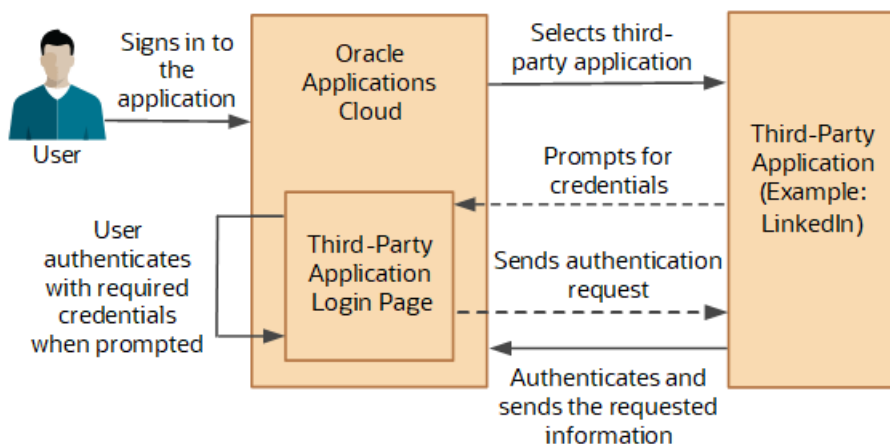 Signs in to
the
application
User
Oracle
Applications
Cloud
Selects third-
party application
Third-Party
Application
(Example:
LinkedIn)
Prompts for
credentials
User
authenticates
with required
credentials
when prompted
Third-Party
Application
Login Page
Sends authentication
request
Authenticates and
sends the requested
information